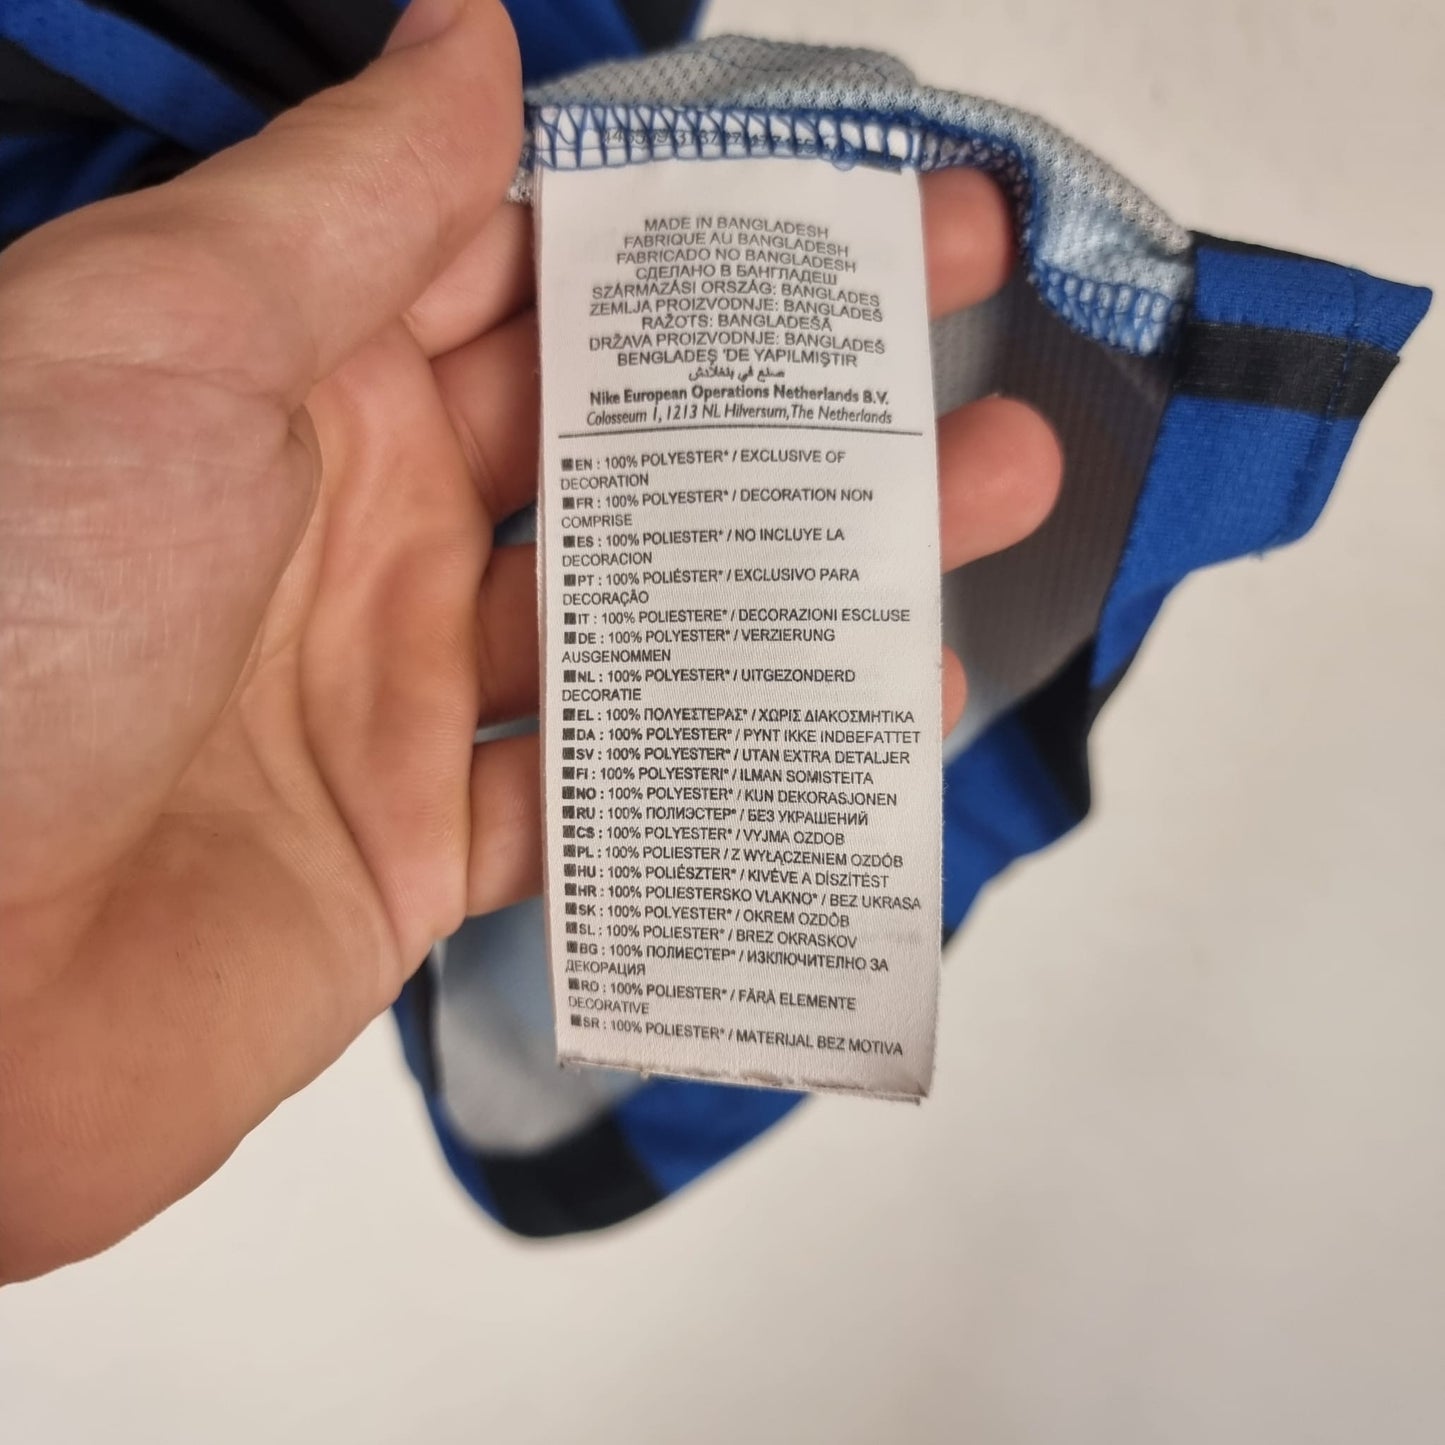 MADE IN BANGLADESH
FABRIQUE AU BANGLADESH
FABRICADO NO BANGLADESH
СДЕЛАНО В БАНГЛАДЕШ
SZÁRMAZÁSI ORSZÁG: BANGLADES
ZEMLJA PROIZVODNJE: BANGLADEŠ
RAŽOTS: BANGLADEŠĀ
DRŽAVA PROIZVODNJE: BANGLADEŠ
BENGLADEŞ 'DE YAPILMIŞTIR
صنع في بنغلادش
Nike European Operations Netherlands B.V.
Colosseum 1, 1213 NL Hilversum, The Netherlands
EN : 100% POLYESTER* / EXCLUSIVE OF
DECORATION
FR : 100% POLYESTER* / DECORATION NON
COMPRISE
ES : 100% POLIESTER* / NO INCLUYE LA
DECORACION
PT : 100% POLIÉSTER* / EXCLUSIVO PARA
DECORAÇÃO
IT : 100% POLIESTERE* / DECORAZIONI ESCLUSE
DE : 100% POLYESTER* / VERZIERUNG
AUSGENOMMEN
NL : 100% POLYESTER* / UITGEZONDERD
DECORATIE
EL : 100% ΠΟΛΥΕΣΤΕΡΑΣ* / ΧΩΡΙΣ ΔΙΑΚΟΣΜΗΤΙΚΑ
DA : 100% POLYESTER* / PYNT IKKE INDBEFATTET
SV : 100% POLYESTER* / UTAN EXTRA DETALJER
FI : 100% POLYESTERI* / ILMAN SOMISTEITA
NO : 100% POLYESTER* / KUN DEKORASJONEN
RU : 100% ПОЛИЭСТЕР* / БЕЗ УКРАШЕНИЙ
CS : 100% POLYESTER* / VYJMA OZDOB
PL : 100% POLIESTER / Z WYŁĄCZENIEM OZDÓB
HU : 100% POLIÉSZTER* / KIVÉVE A DÍSZÍTÉST
HR : 100% POLIESTERSKO VLAKNO* / BEZ UKRASA
SK : 100% POLYESTER* / OKREM OZDÔB
SL : 100% POLIESTER* / BREZ OKRASKOV
BG : 100% ПОЛИЕСТЕР* / ИЗКЛЮЧИТЕЛНО ЗА
ДЕКОРАЦИЯ
RO : 100% POLIESTER* / FĂRĂ ELEMENTE
DECORATIVE
SR : 100% POLIESTER* / MATERIJAL BEZ MOTIVA